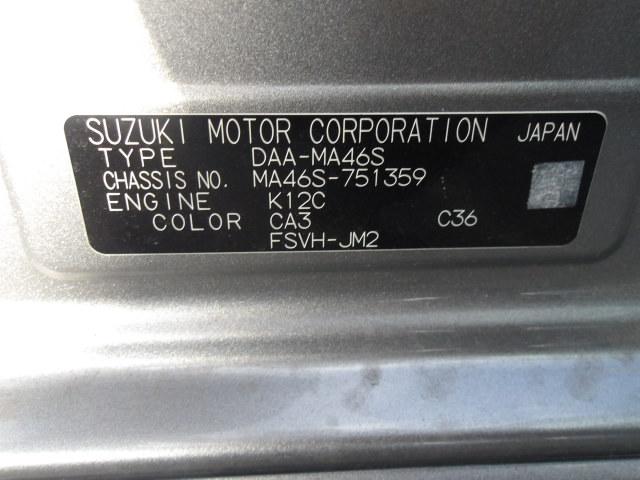 SUZUKI MOTOR CORPORATION JAPAN
TYPE DAA-MA46S
CHASSIS NO. MA46S-751359
ENGINE K12C
COLOR CA3 C36
FSVH-JM2